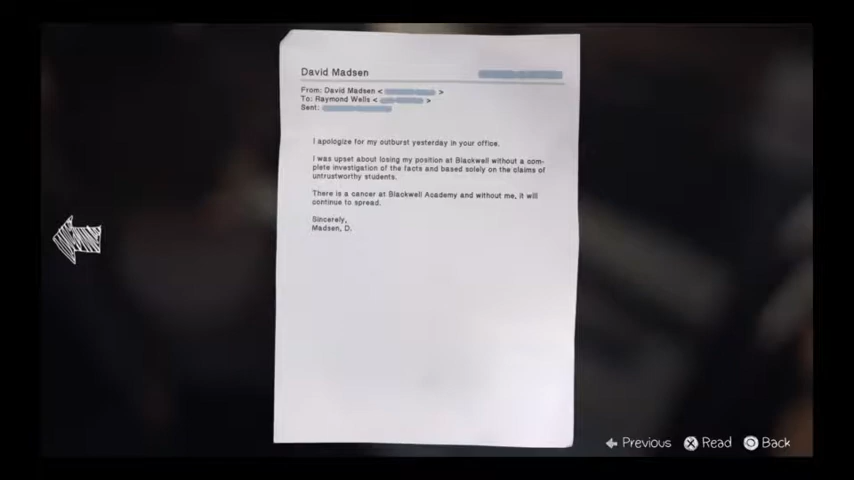 David Madsen
From: David Madsen < >
To: Raymond Wells < >
Sent:
I apologize for my outburst yesterday in your office.
I was upset about losing my position at Blackwell without a com-
plete investigation of the facts and based solely on the claims of
untrustworthy students.
There is a cancer at Blackwell Academy and without me, it will
continue to spread.
Sincerely,
Madsen, D.
Previous Read Back